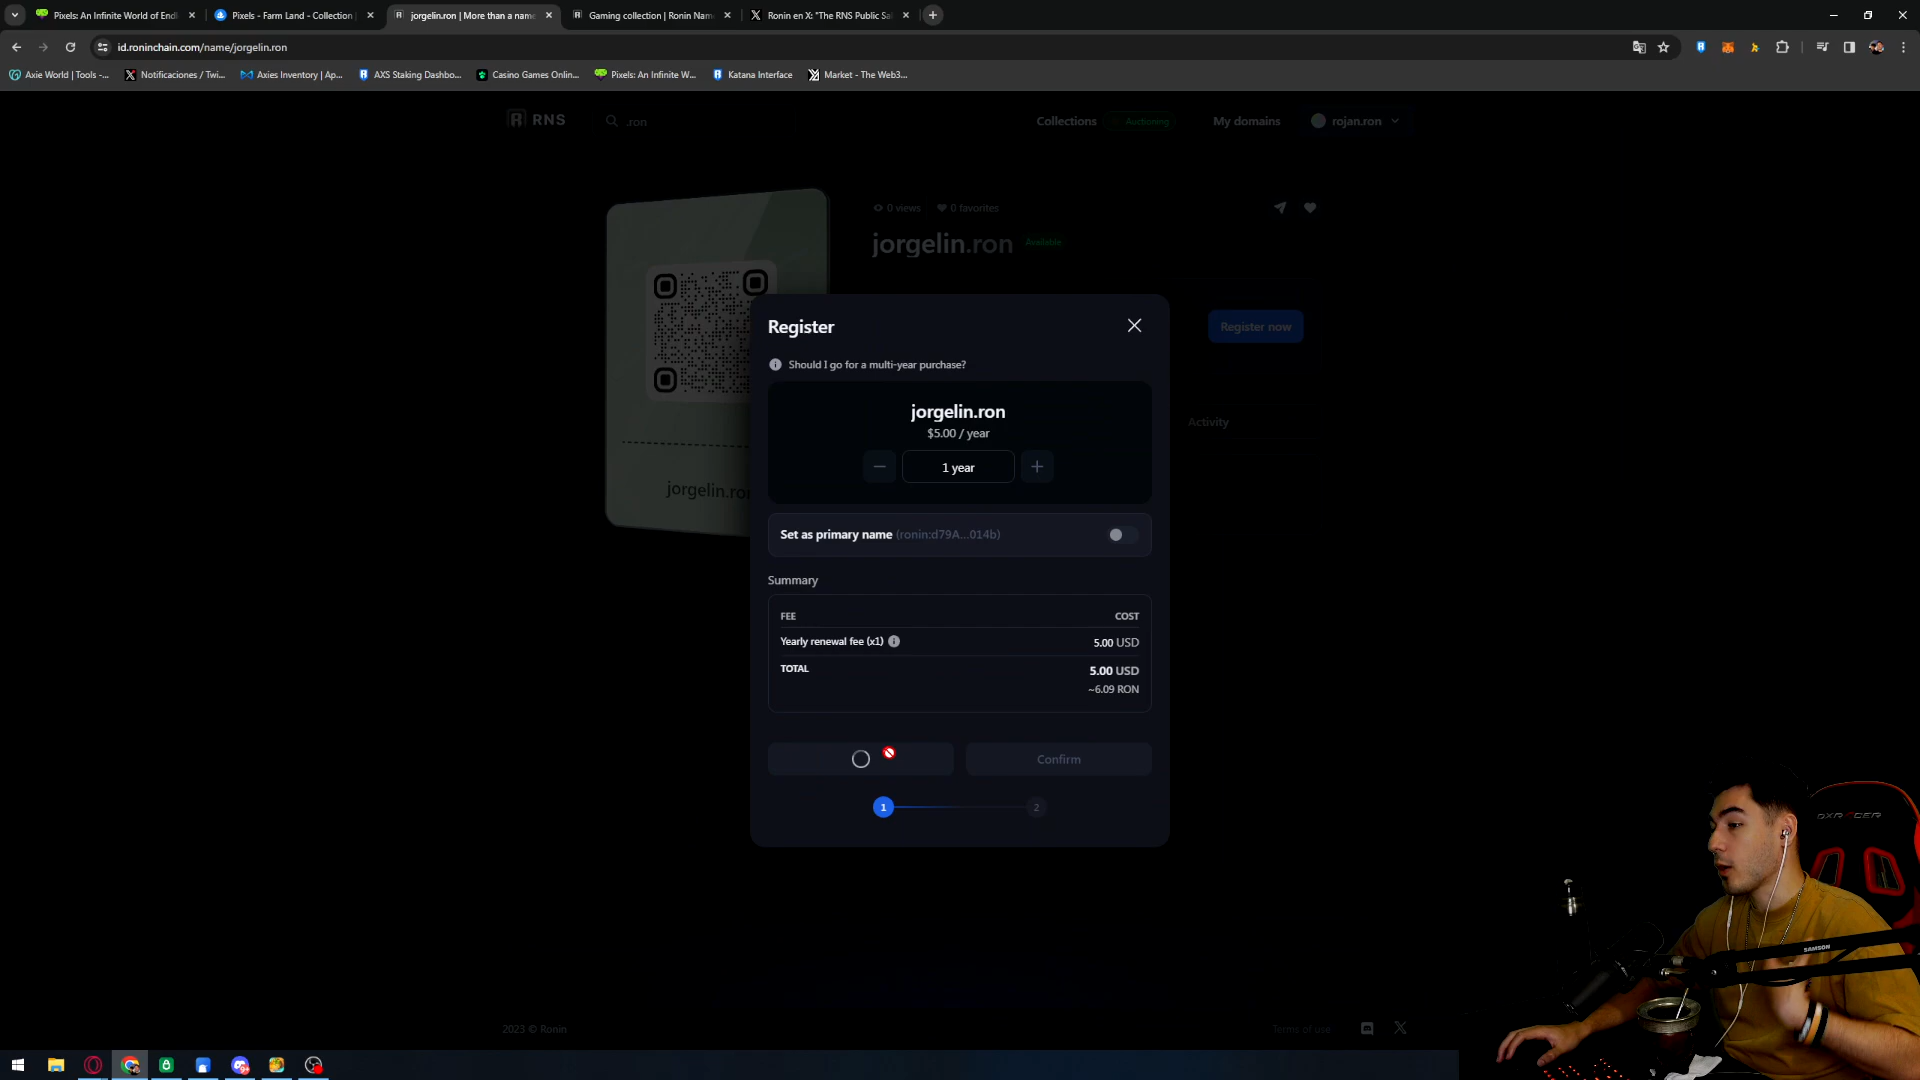 Pixels: An Infinite World of Endl
Pixels - Farm Land - Collection
jorgelin.ron | More than a name
Gaming collection | Ronin Nam
Ronin en X: "The RNS Public Sa
id.roninchain.com/name/jorgelin.ron
Axie World | Tools -...
Notificaciones / Twi...
Axies Inventory | Ap...
AXS Staking Dashbo...
Casino Games Onlin...
Pixels: An Infinite W...
Katana Interface
Market - The Web3...
RNS
.ron
Collections
Auctioning
My domains
rojan.ron
0 views
0 favorites
jorgelin.ron
Available
Register now
Activity
jorgelin.ron
Register
Should I go for a multi-year purchase?
jorgelin.ron
$5.00 / year
1 year
Set as primary name (ronin:d79A...014b)
Summary
FEE COST
Yearly renewal fee (x1) 5.00 USD
TOTAL 5.00 USD
~6.09 RON
Confirm
1 2
2023 © Ronin
Terms of use
DXRACER
SAMSON